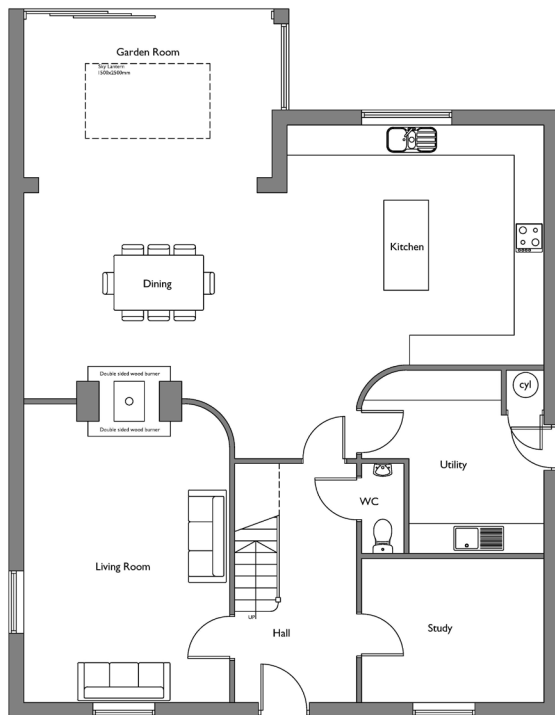 Garden Room
Sky Lantern
1500x2500mm
Kitchen
Dining
Double sided wood burner
cyl
Double sided wood burner
Utility
WC
Living Room
UP
Hall
Study